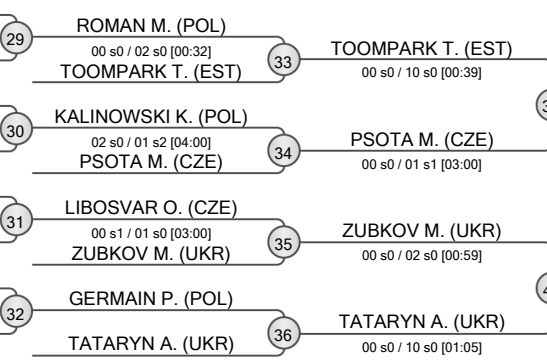 29
ROMAN M. (POL)
00 s0 / 02 s0 [00:32]
TOOMPARK T. (EST)
33
TOOMPARK T. (EST)
00 s0 / 10 s0 [00:39]
30
KALINOWSKI K. (POL)
02 s0 / 01 s2 [04:00]
PSOTA M. (CZE)
34
PSOTA M. (CZE)
00 s0 / 01 s1 [03:00]
31
LIBOSVAR O. (CZE)
00 s1 / 01 s0 [03:00]
ZUBKOV M. (UKR)
35
ZUBKOV M. (UKR)
00 s0 / 02 s0 [00:59]
32
GERMAIN P. (POL)
TATARYN A. (UKR)
36
TATARYN A. (UKR)
00 s0 / 10 s0 [01:05]